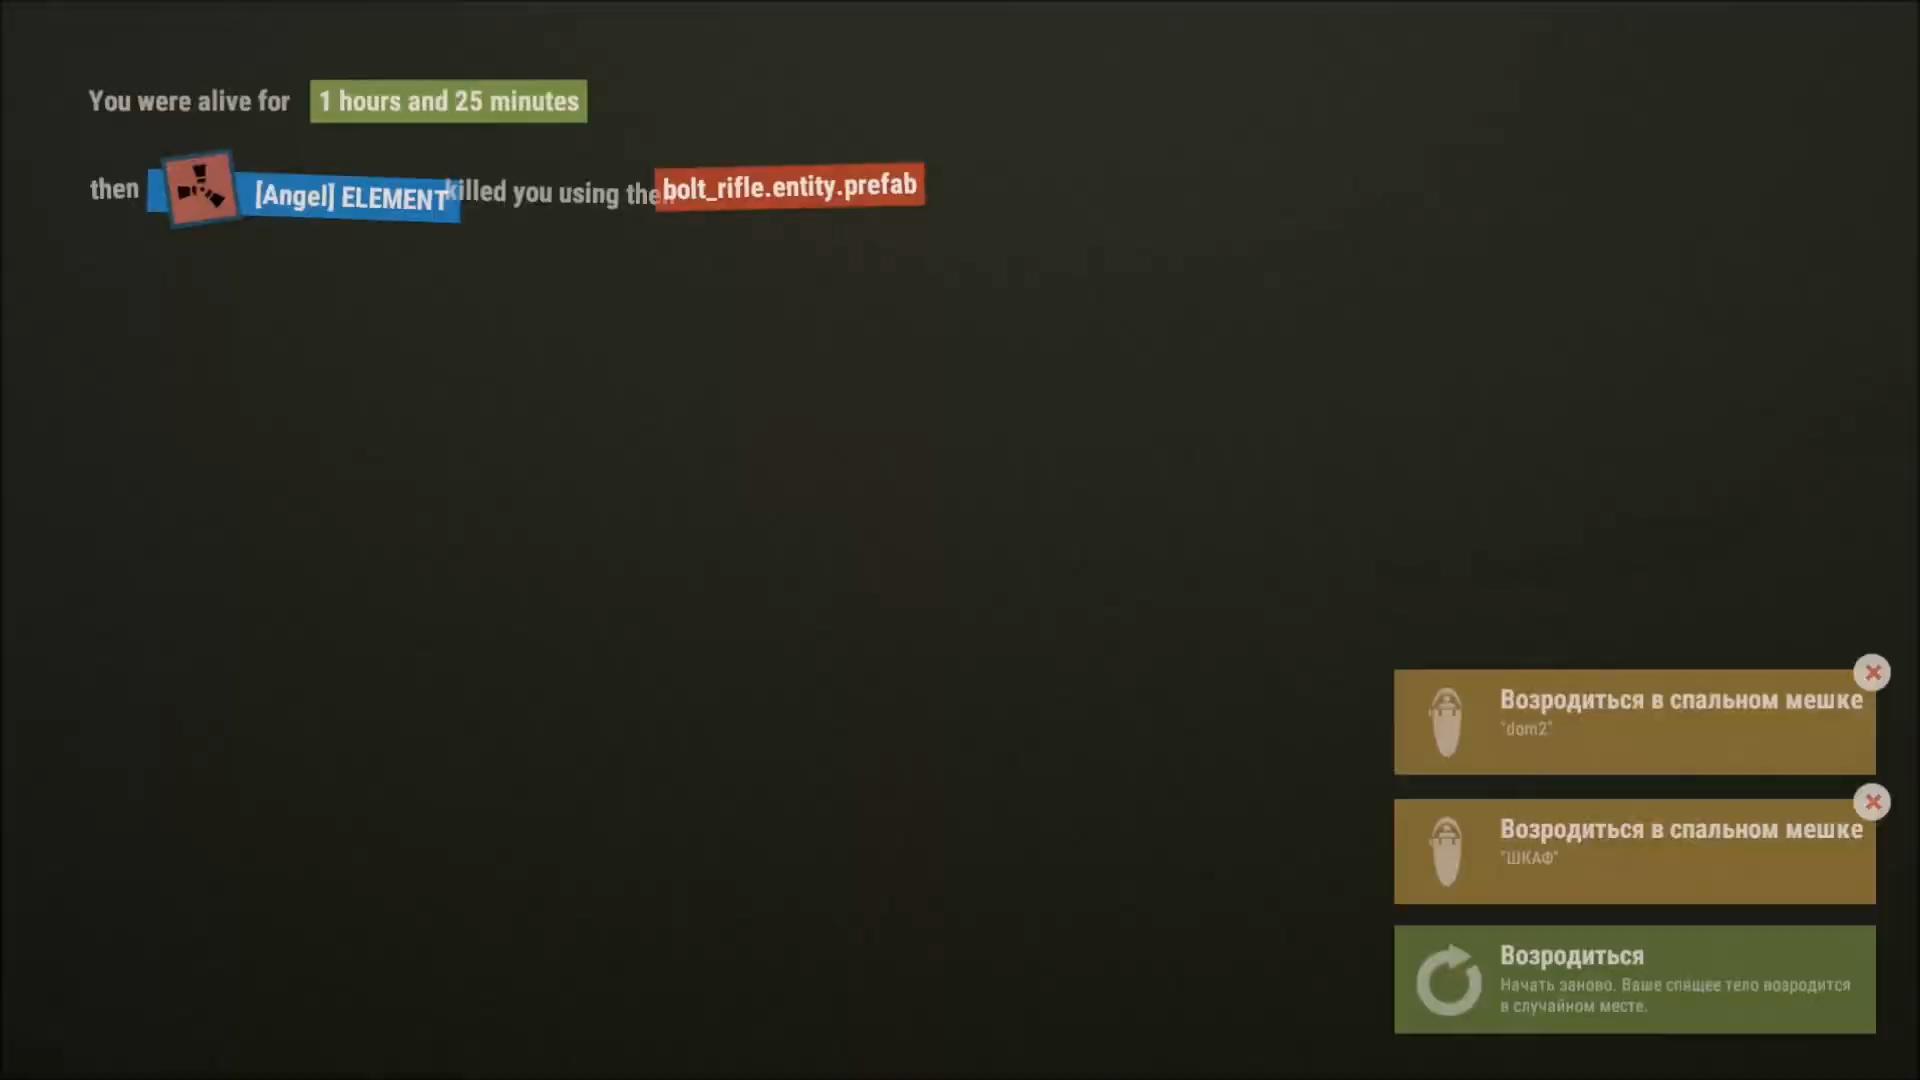 You were alive for 1 hours and 25 minutes
then [Angel] ELEMENT killed you using the bolt_rifle.entity.prefab
Возродиться в спальном мешке
"dom2"
Возродиться в спальном мешке
"ШКАФ"
Возродиться
Начать заново. Ваше спящее тело возродится
в случайном месте.